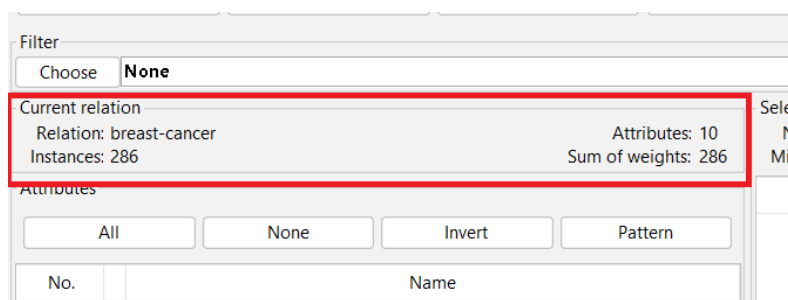 Filter
Choose None
Current relation
Relation: breast-cancer Attributes: 10
Instances: 286 Sum of weights: 286
Attributes
All None Invert Pattern
No. Name